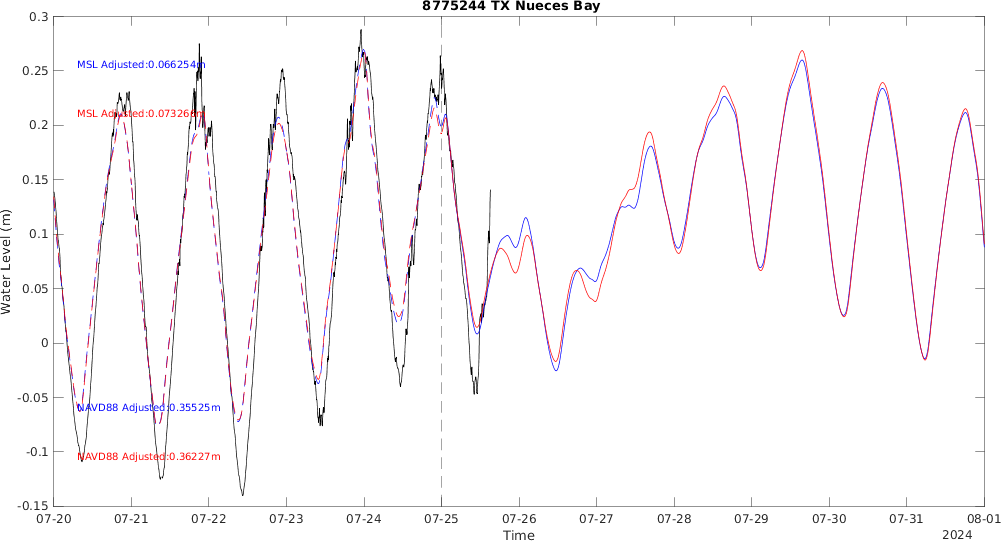 8775244 TX Nueces Bay
0.3
0.25
0.2
0.15
0.1
0.05
0
-0.05
-0.1
-0.15
Water Level (m)
MSL Adjusted:0.066254m
MSL Adjusted:0.073266m
NAVD88 Adjusted:0.35525m
NAVD88 Adjusted:0.36227m
07-20 07-21 07-22 07-23 07-24 07-25 07-26 07-27 07-28 07-29 07-30 07-31 08-01
Time
2024